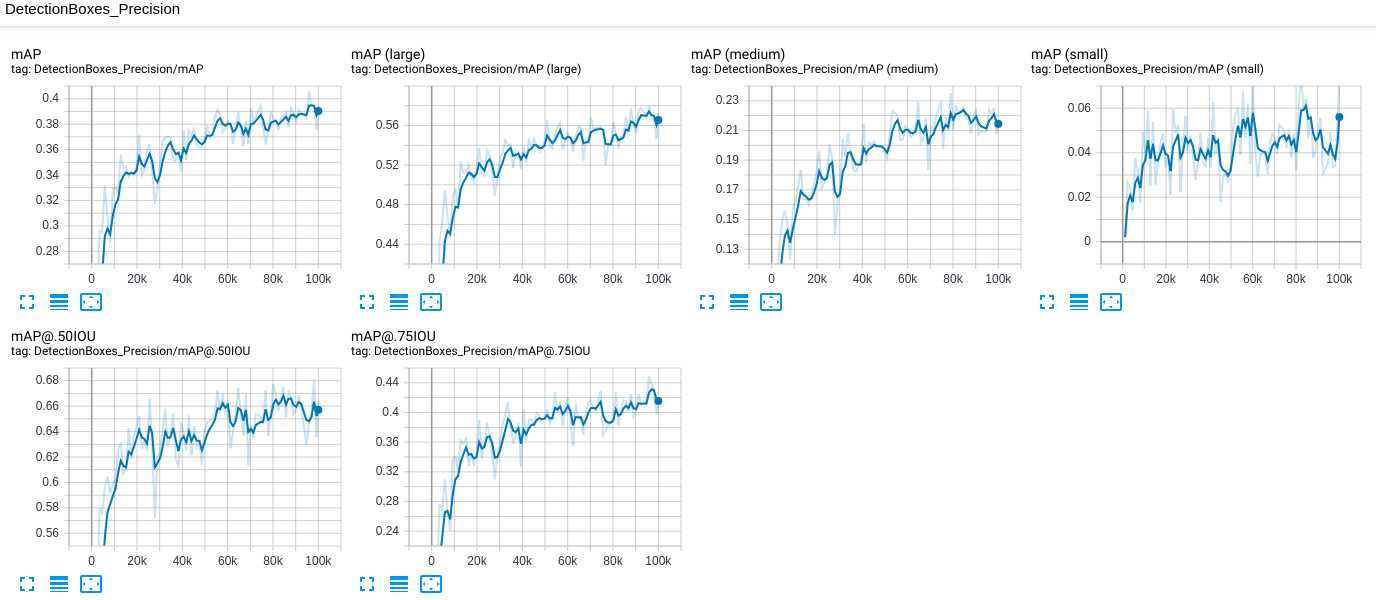 DetectionBoxes_Precision
mAP
tag: DetectionBoxes_Precision/mAP
0.4
0.38
0.36
0.34
0.32
0.3
0.28
0 20k 40k 60k 80k 100k
mAP (large)
tag: DetectionBoxes_Precision/mAP (large)
0.56
0.52
0.48
0.44
0 20k 40k 60k 80k 100k
mAP (medium)
tag: DetectionBoxes_Precision/mAP (medium)
0.23
0.21
0.19
0.17
0.15
0.13
0 20k 40k 60k 80k 100k
mAP (small)
tag: DetectionBoxes_Precision/mAP (small)
0.06
0.04
0.02
0
0 20k 40k 60k 80k 100k
mAP@.50IOU
tag: DetectionBoxes_Precision/mAP@.50IOU
0.68
0.66
0.64
0.62
0.6
0.58
0.56
0 20k 40k 60k 80k 100k
mAP@.75IOU
tag: DetectionBoxes_Precision/mAP@.75IOU
0.44
0.4
0.36
0.32
0.28
0.24
0 20k 40k 60k 80k 100k